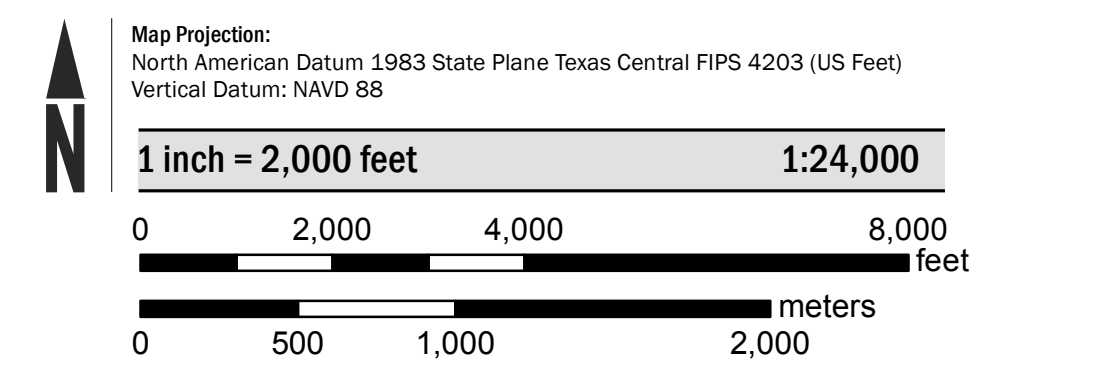 N
Map Projection:
North American Datum 1983 State Plane Texas Central FIPS 4203 (US Feet)
Vertical Datum: NAVD 88
1 inch = 2,000 feet 1:24,000
0 2,000 4,000 8,000
feet
meters
0 500 1,000 2,000